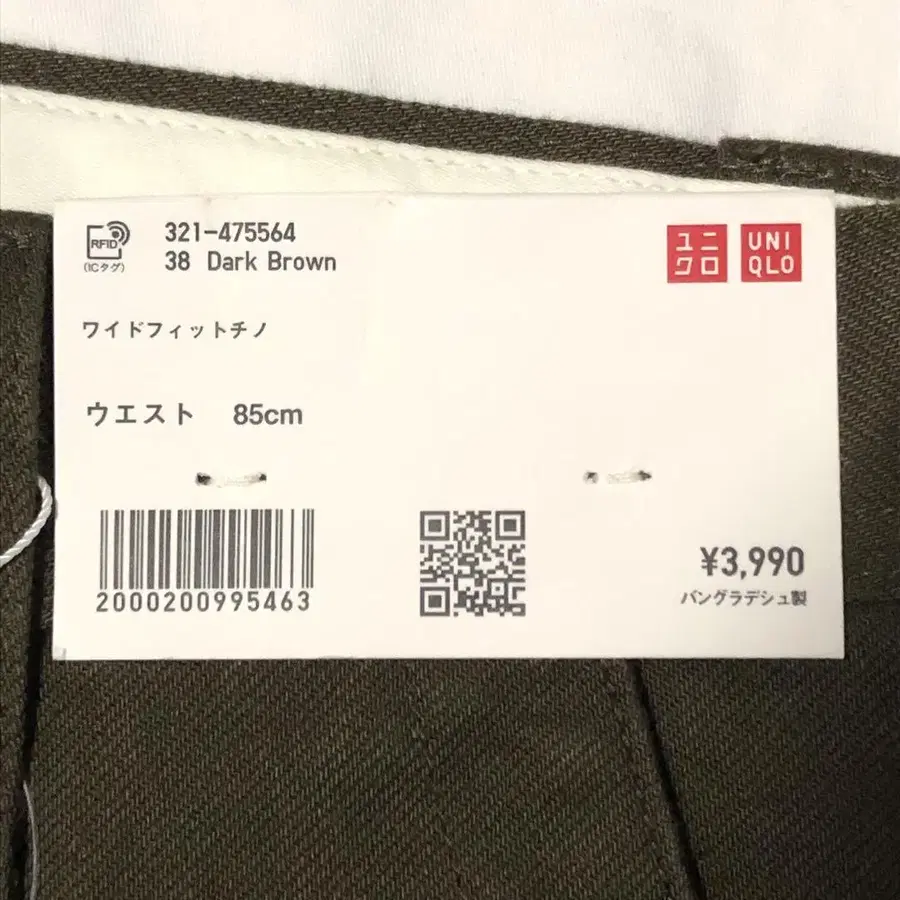 RFID
(ICタグ)
321-475564
38 Dark Brown
ユニ
クロ
UNI
QLO
ワイドフィットチノ
ウエスト 85cm
2000200995463
¥3,990
バングラデシュ製